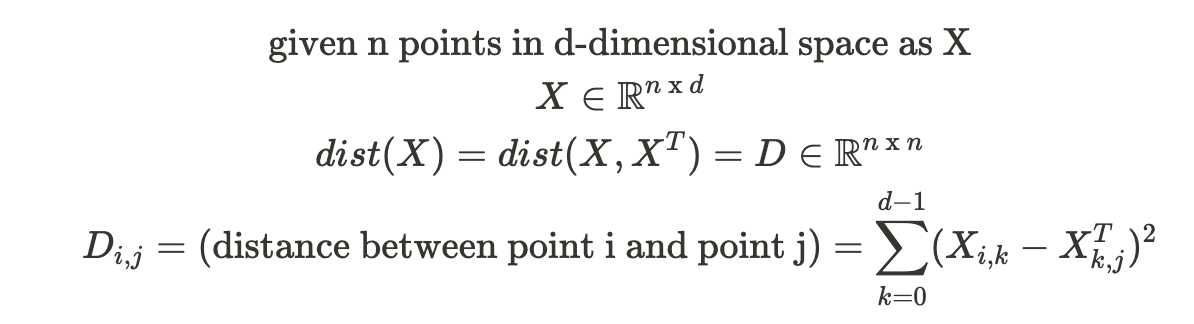 given n points in d-dimensional space as X
X ∈ ℝ^{n x d}
dist(X) = dist(X, X^T) = D ∈ ℝ^{n x n}
D_{i,j} = (distance between point i and point j) = \sum_{k=0}^{d−1} (X_{i,k} − X^T_{k,j})^2